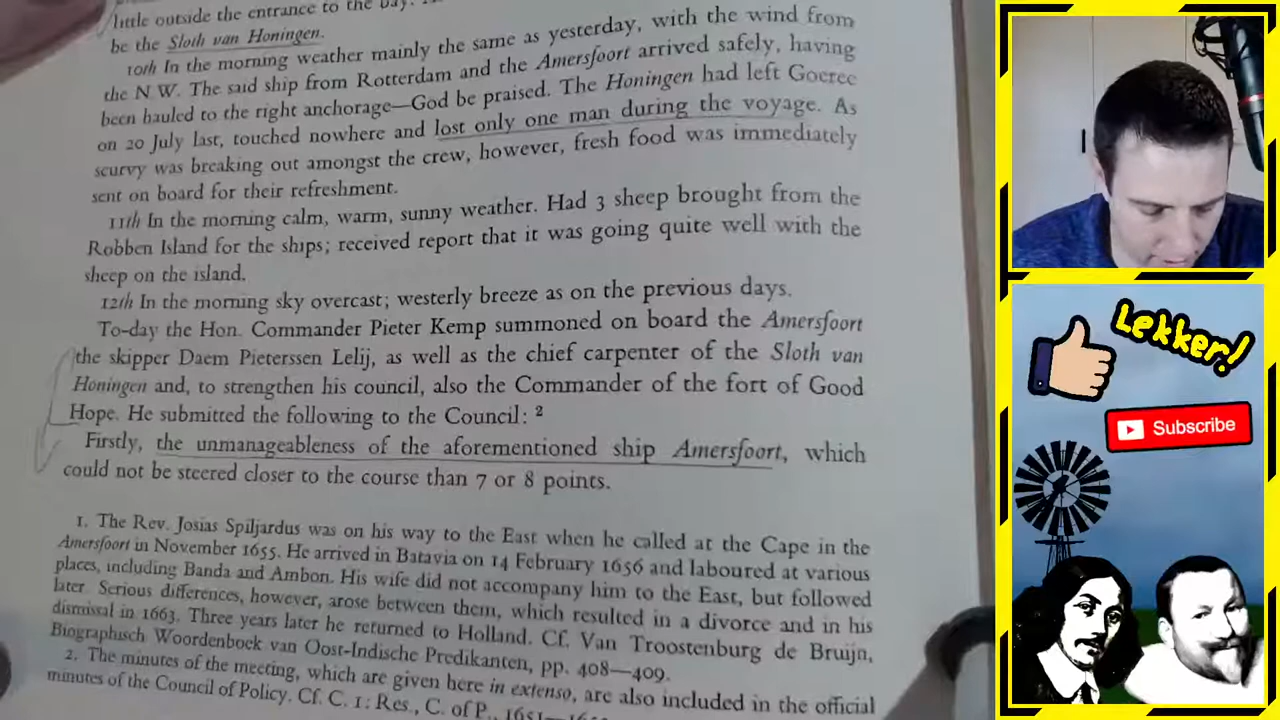 little outside the entrance to the bay.
be the Sloth van Honingen.
10th In the morning weather mainly the same as yesterday, with the wind from
the N.W. The said ship from Rotterdam and the Amersfoort arrived safely, having
been hauled to the right anchorage—God be praised. The Honingen had left Goeree
on 20 July last, touched nowhere and lost only one man during the voyage. As
scurvy was breaking out amongst the crew, however, fresh food was immediately
sent on board for their refreshment.
11th In the morning calm, warm, sunny weather. Had 3 sheep brought from the
Robben Island for the ships; received report that it was going quite well with the
sheep on the island.
12th In the morning sky overcast; westerly breeze as on the previous days.
To-day the Hon. Commander Pieter Kemp summoned on board the Amersfoort
the skipper Daem Pieterssen Lelij, as well as the chief carpenter of the Sloth van
Honingen and, to strengthen his council, also the Commander of the fort of Good
Hope. He submitted the following to the Council: 2
Firstly, the unmanageableness of the aforementioned ship Amersfoort, which
could not be steered closer to the course than 7 or 8 points.
1. The Rev. Josias Spiljardus was on his way to the East when he called at the Cape in the
Amersfoort in November 1655. He arrived in Batavia on 14 February 1656 and laboured at various
places, including Banda and Ambon. His wife did not accompany him to the East, but followed
later. Serious differences, however, arose between them, which resulted in a divorce and in his
dismissal in 1663. Three years later he returned to Holland. Cf. Van Troostenburg de Bruijn,
Biographisch Woordenboek van Oost-Indische Predikanten, pp. 408—409.
2. The minutes of the meeting, which are given here in extenso, are also included in the official
minutes of the Council of Policy. Cf. C. 1: Res., C. of P., 1651—
Lekker!
Subscribe